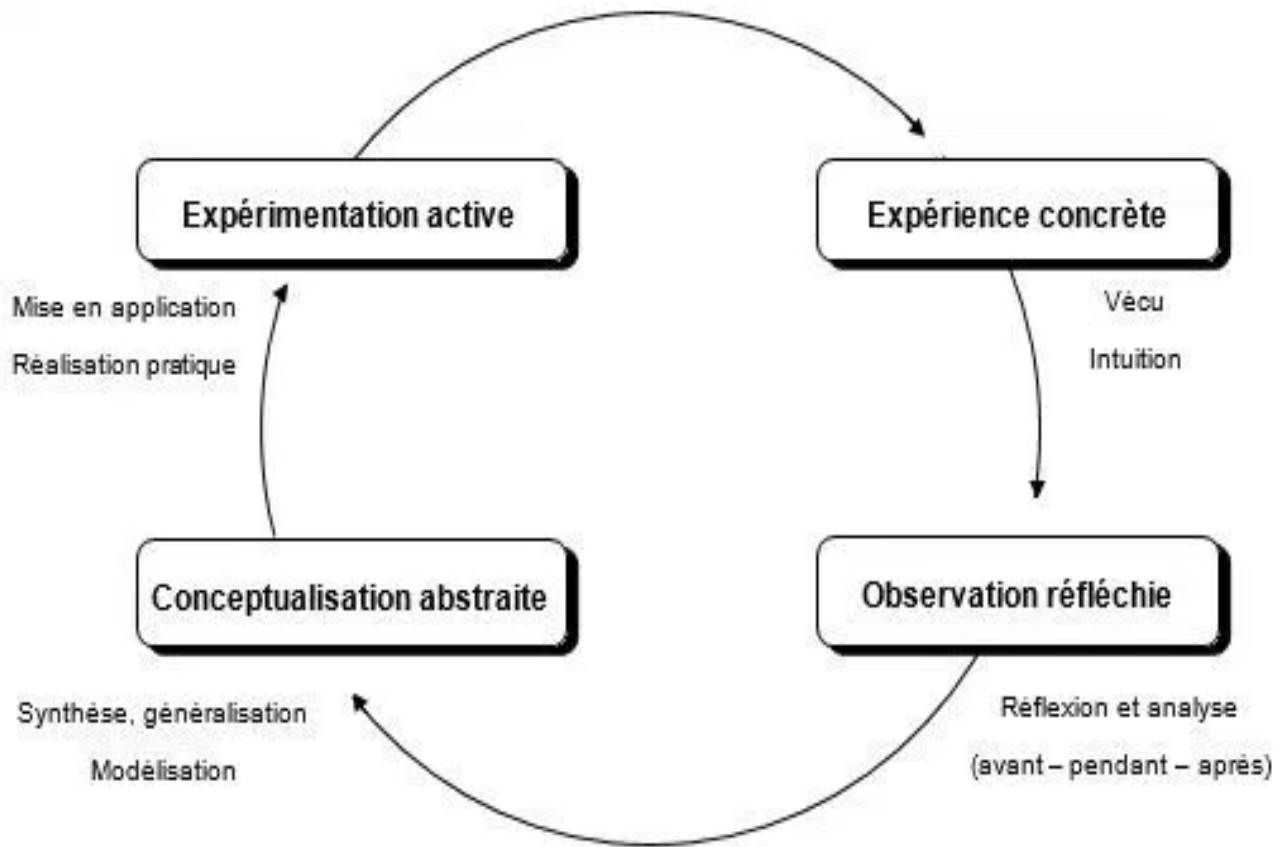 Expérimentation active
Expérience concrète
Mise en application
Réalisation pratique
Vécu
Intuition
Conceptualisation abstraite
Observation réfléchie
Synthèse, généralisation
Modélisation
Réflexion et analyse
(avant – pendant – après)